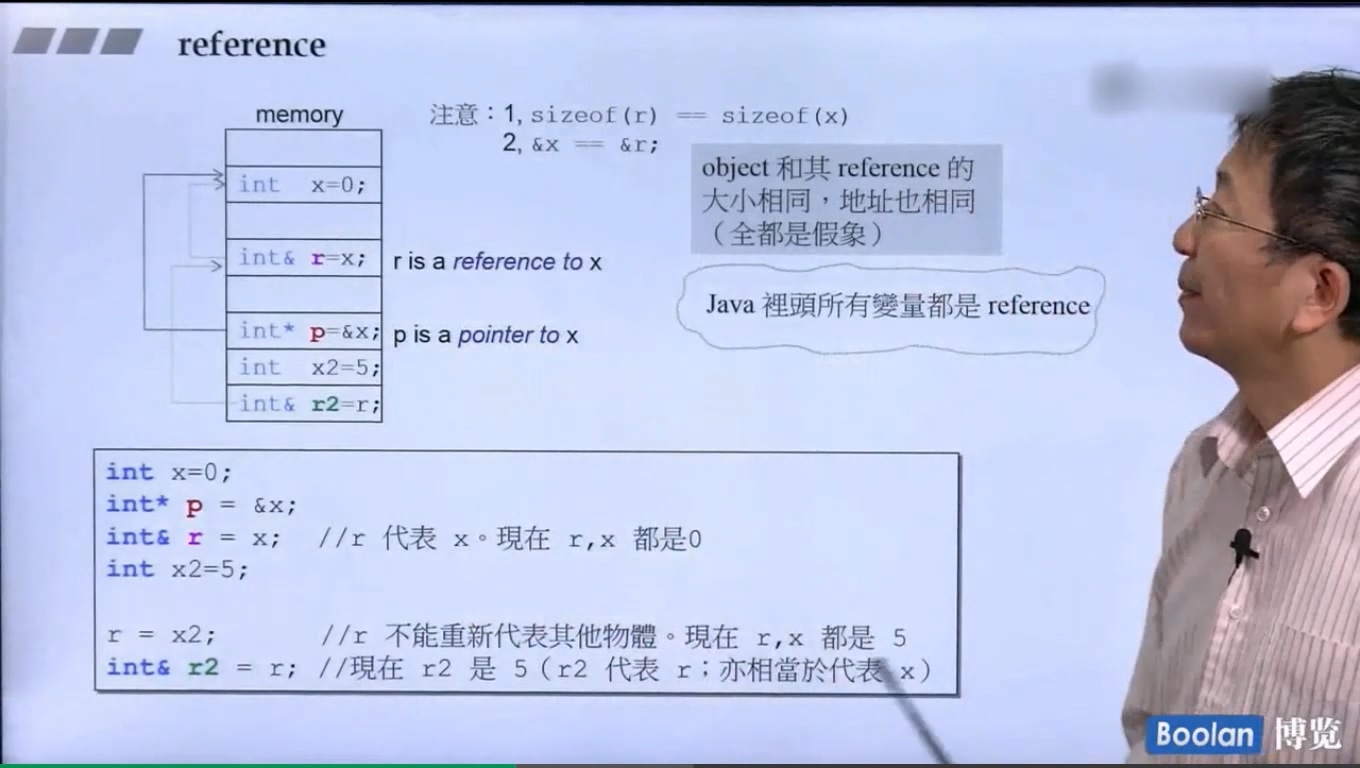 reference
memory
注意：1, sizeof(r) == sizeof(x)
2, &x == &r;
object 和其 reference 的
大小相同，地址也相同
（全都是假象）
int x=0;
int& r=x;
r is a reference to x
Java 裡頭所有變量都是 reference
int* p=&x;
p is a pointer to x
int x2=5;
int& r2=r;
int x=0;
int* p = &x;
int& r = x; //r 代表 x。現在 r,x 都是0
int x2=5;
r = x2; //r 不能重新代表其他物體。現在 r,x 都是 5
int& r2 = r; //現在 r2 是 5（r2 代表 r；亦相當於代表 x）
Boolan 博览